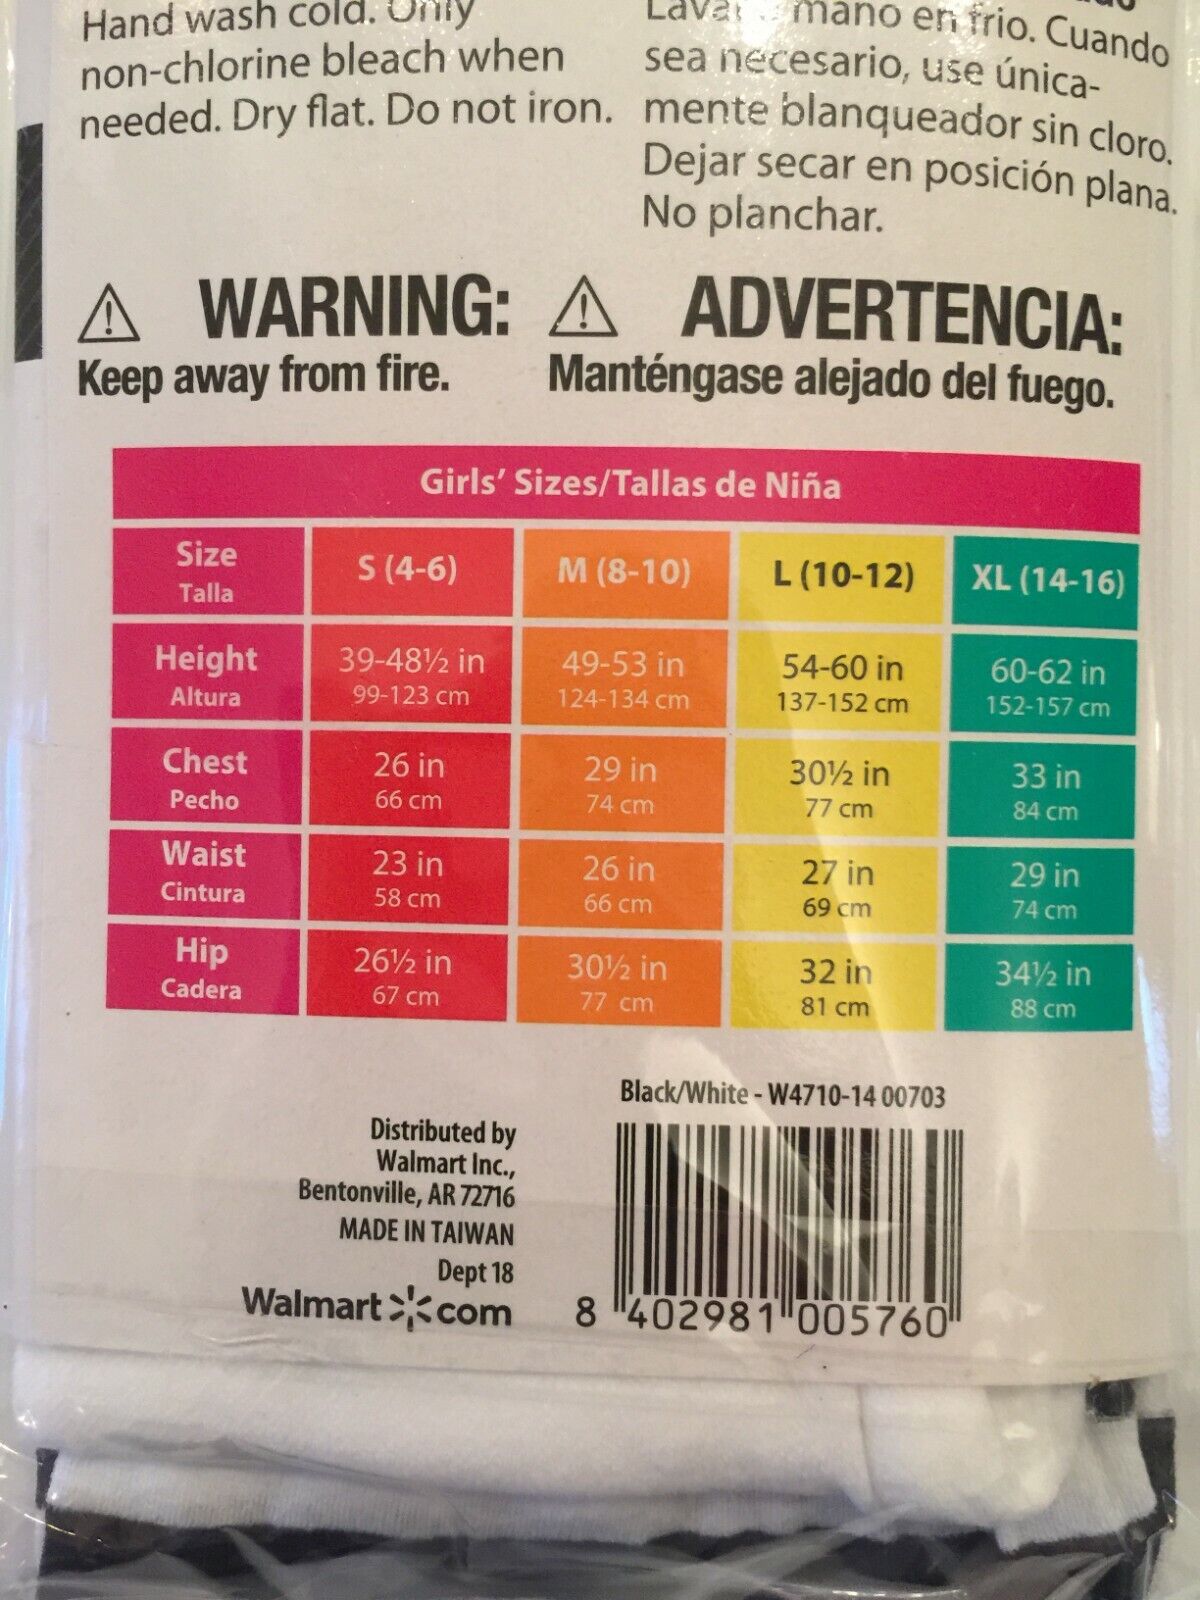 Hand wash cold. Only
non-chlorine bleach when
needed. Dry flat. Do not iron.
mano en frio. Cuando
sea necesario, use única-
mente blanqueador sin cloro.
Dejar secar en posición plana.
No planchar.
⚠ WARNING:
Keep away from fire.
⚠ ADVERTENCIA:
Manténgase alejado del fuego.
Girls' Sizes/Tallas de Niña
Size S (4-6) M (8-10) L (10-12) XL (14-16)
Talla
Height 39-48½ in 49-53 in 54-60 in 60-62 in
Altura 99-123 cm 124-134 cm 137-152 cm 152-157 cm
Chest 26 in 29 in 30½ in 33 in
Pecho 66 cm 74 cm 77 cm 84 cm
Waist 23 in 26 in 27 in 29 in
Cintura 58 cm 66 cm 69 cm 74 cm
Hip 26½ in 30½ in 32 in 34½ in
Cadera 67 cm 77 cm 81 cm 88 cm
Black/White - W4710-14 00703
Distributed by
Walmart Inc.,
Bentonville, AR 72716
MADE IN TAIWAN
Dept 18
Walmart com
8 402981 005760